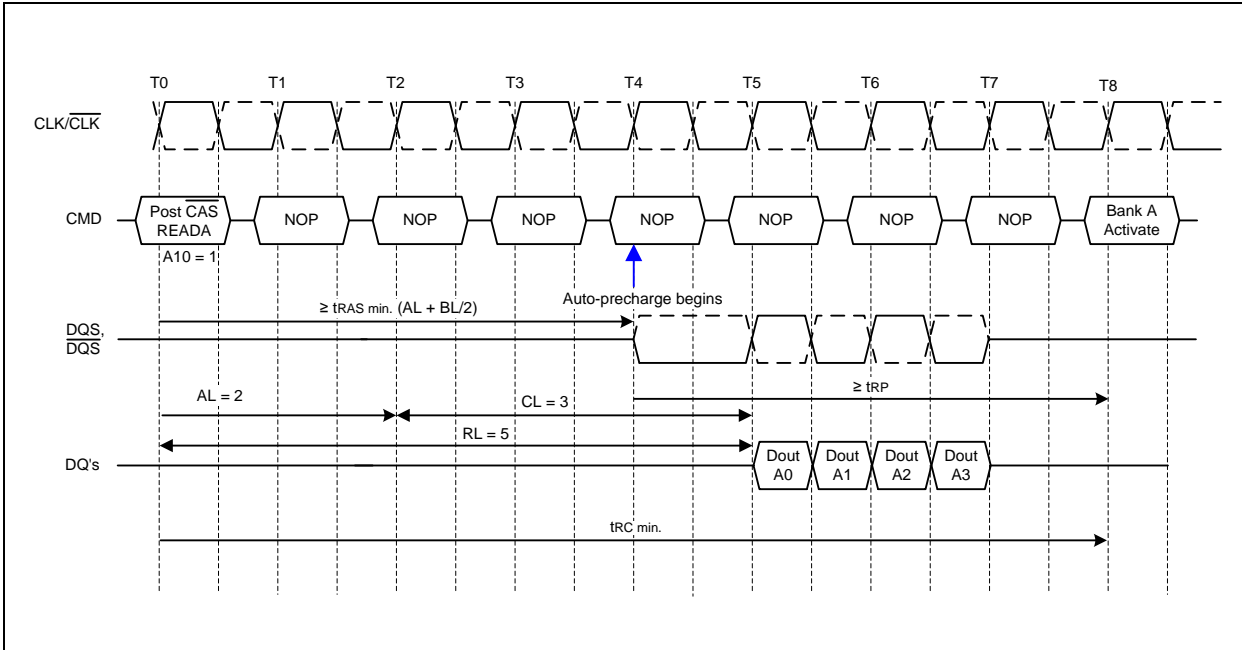 T0 T1 T2 T3 T4 T5 T6 T7 T8
CLK/CLK
CMD
Post CAS
READA
NOP NOP NOP NOP NOP NOP NOP
Bank A
Activate
A10 = 1
Auto-precharge begins
≥ tRAS min. (AL + BL/2)
DQS,
DQS
≥ tRP
AL = 2
CL = 3
RL = 5
DQ's
Dout
A0
Dout
A1
Dout
A2
Dout
A3
tRC min.